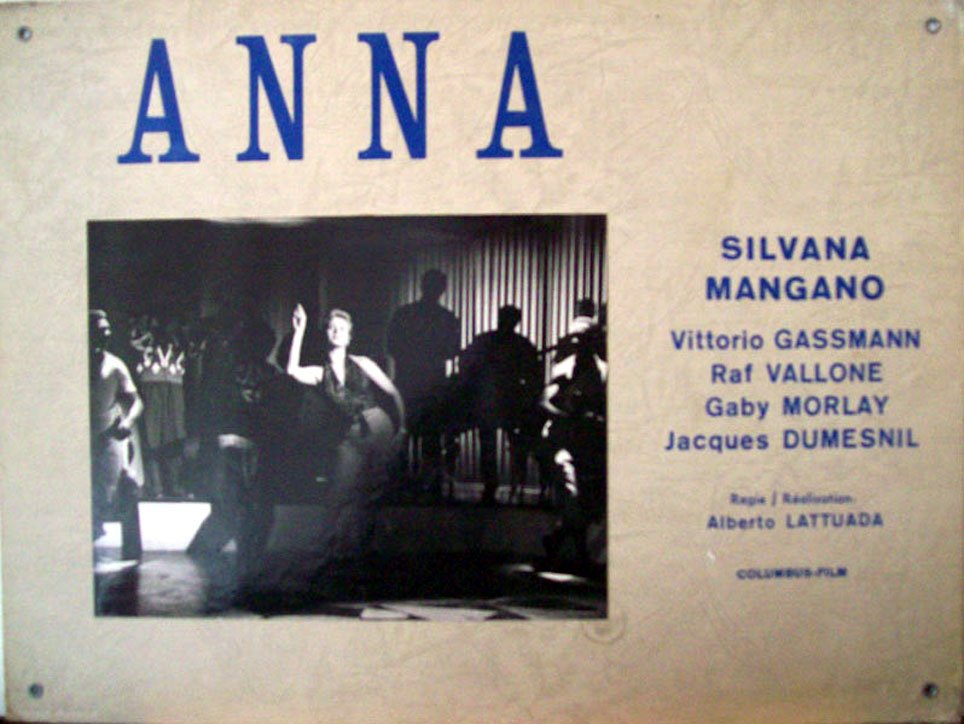 ANNA
SILVANA
MANGANO
Vittorio GASSMANN
Raf VALLONE
Gaby MORLAY
Jacques DUMESNIL
Regie / Réalisation:
Alberto LATTUADA
COLUMBUS-FILM